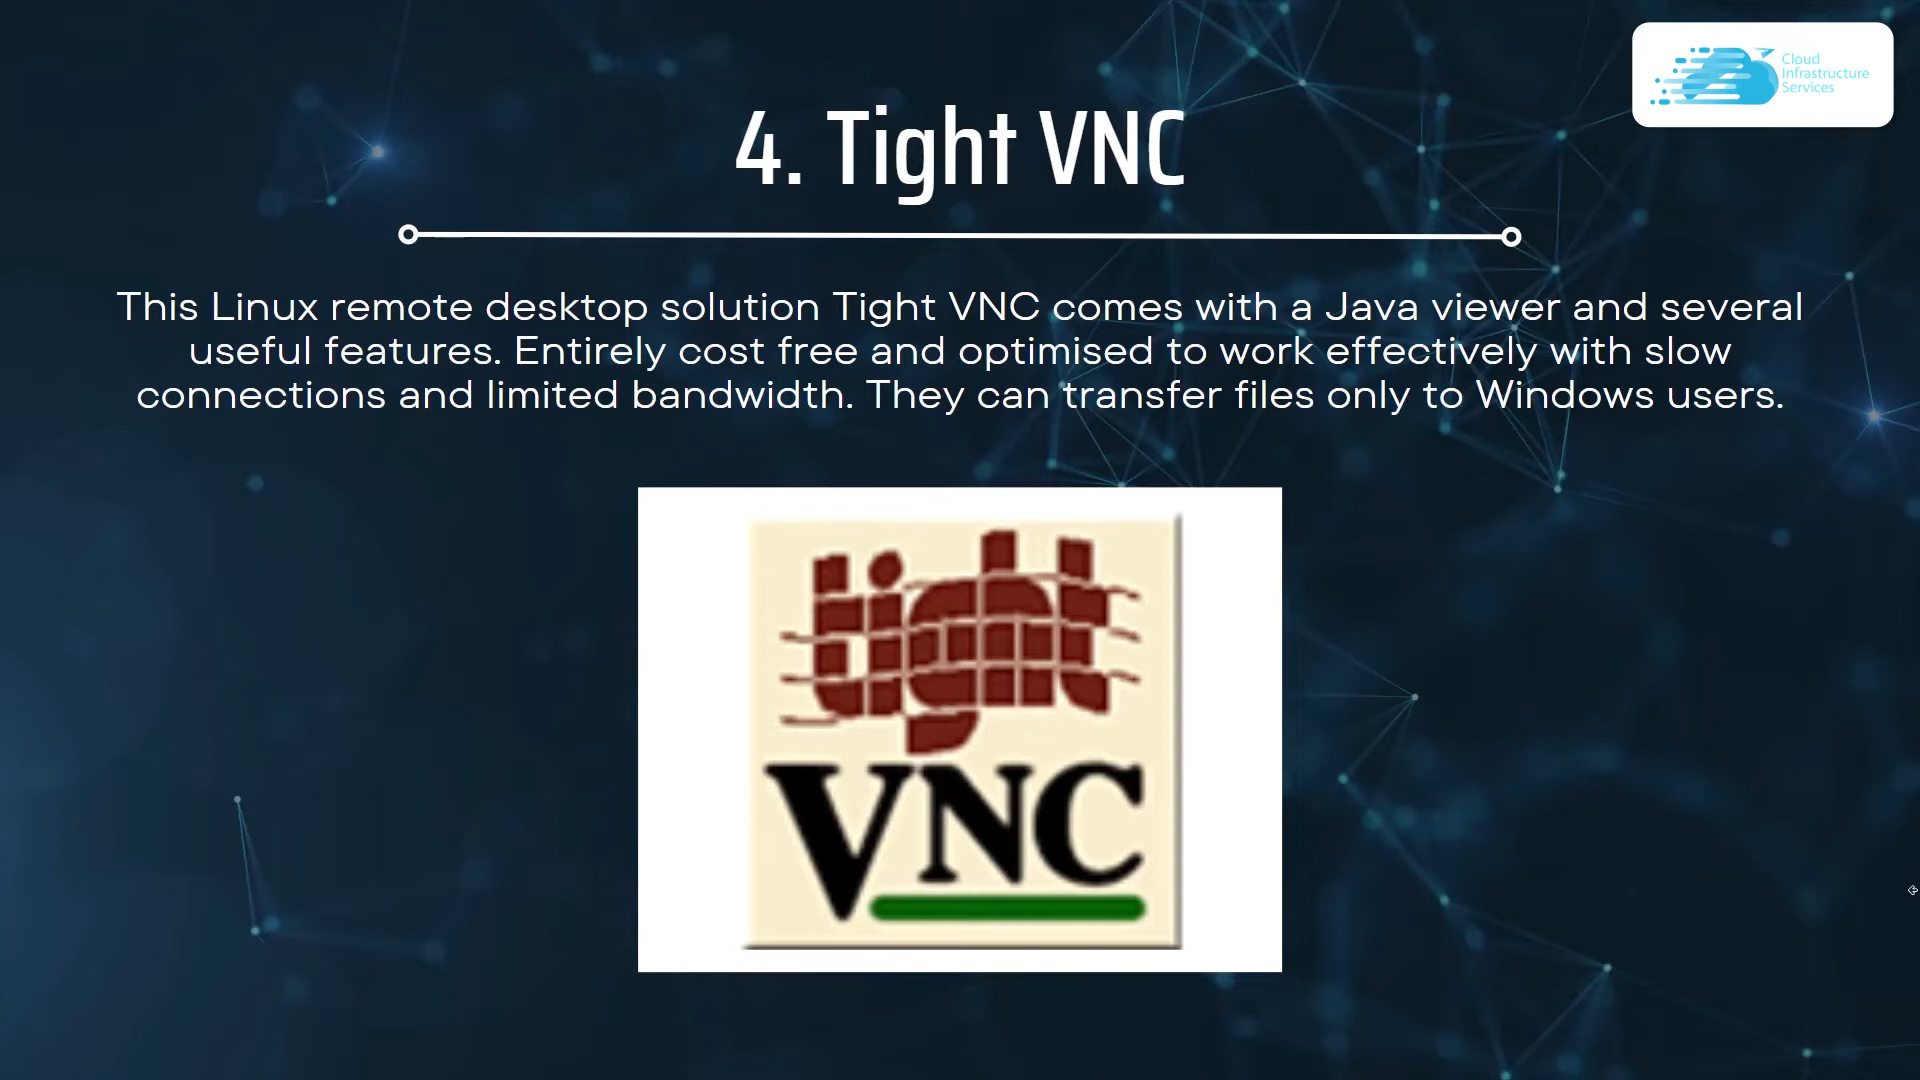 Cloud
Infrastructure
Services
4. Tight VNC
This Linux remote desktop solution Tight VNC comes with a Java viewer and several
useful features. Entirely cost free and optimised to work effectively with slow
connections and limited bandwidth. They can transfer files only to Windows users.
tight
VNC